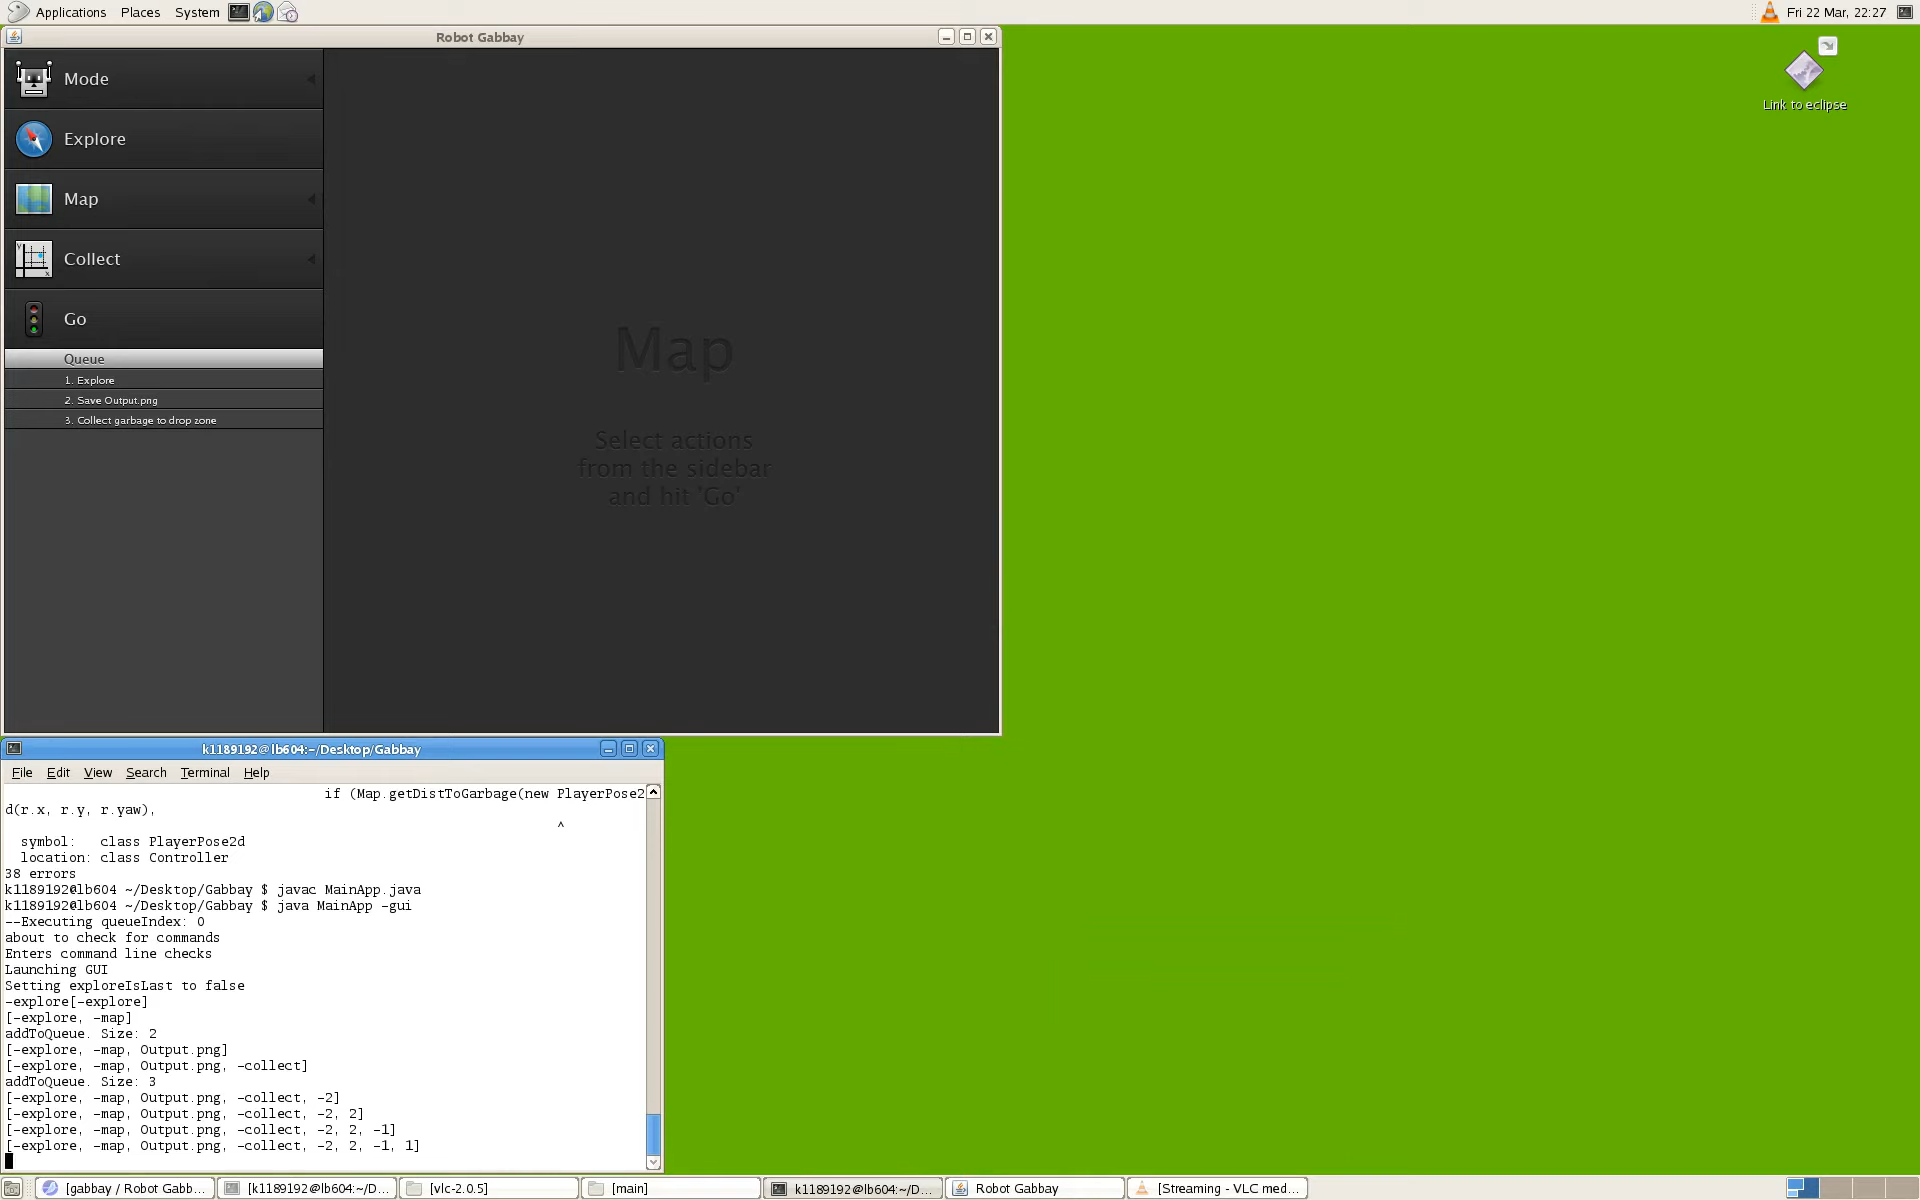 Applications Places System
Fri 22 Mar, 22:27
Robot Gabbay
Link to eclipse
Mode
Explore
Map
Collect
Go
Queue
1. Explore
2. Save Output.png
3. Collect garbage to drop zone
Map
Select actions
from the sidebar
and hit 'Go'
k1189192@lb604:~/Desktop/Gabbay
File Edit View Search Terminal Help
if (Map.getDistToGarbage(new PlayerPose2
d(r.x, r.y, r.yaw),
^
symbol:   class PlayerPose2d
location: class Controller
38 errors
k1189192@lb604 ~/Desktop/Gabbay $ javac MainApp.java
k1189192@lb604 ~/Desktop/Gabbay $ java MainApp -gui
--Executing queueIndex: 0
about to check for commands
Enters command line checks
Launching GUI
Setting exploreIsLast to false
-explore[-explore]
[-explore, -map]
addToQueue. Size: 2
[-explore, -map, Output.png]
[-explore, -map, Output.png, -collect]
addToQueue. Size: 3
[-explore, -map, Output.png, -collect, -2]
[-explore, -map, Output.png, -collect, -2, 2]
[-explore, -map, Output.png, -collect, -2, 2, -1]
[-explore, -map, Output.png, -collect, -2, 2, -1, 1]
[gabbay / Robot Gabb... [k1189192@lb604:~/D... [vlc-2.0.5] [main] k1189192@lb604:~/D... Robot Gabbay [Streaming - VLC med...